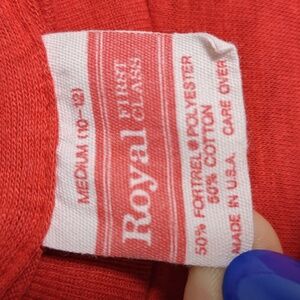 MEDIUM (10-12)
Royal FIRST CLASS
50% FORTREL® POLYESTER
50% COTTON
MADE IN U.S.A. CARE OVER